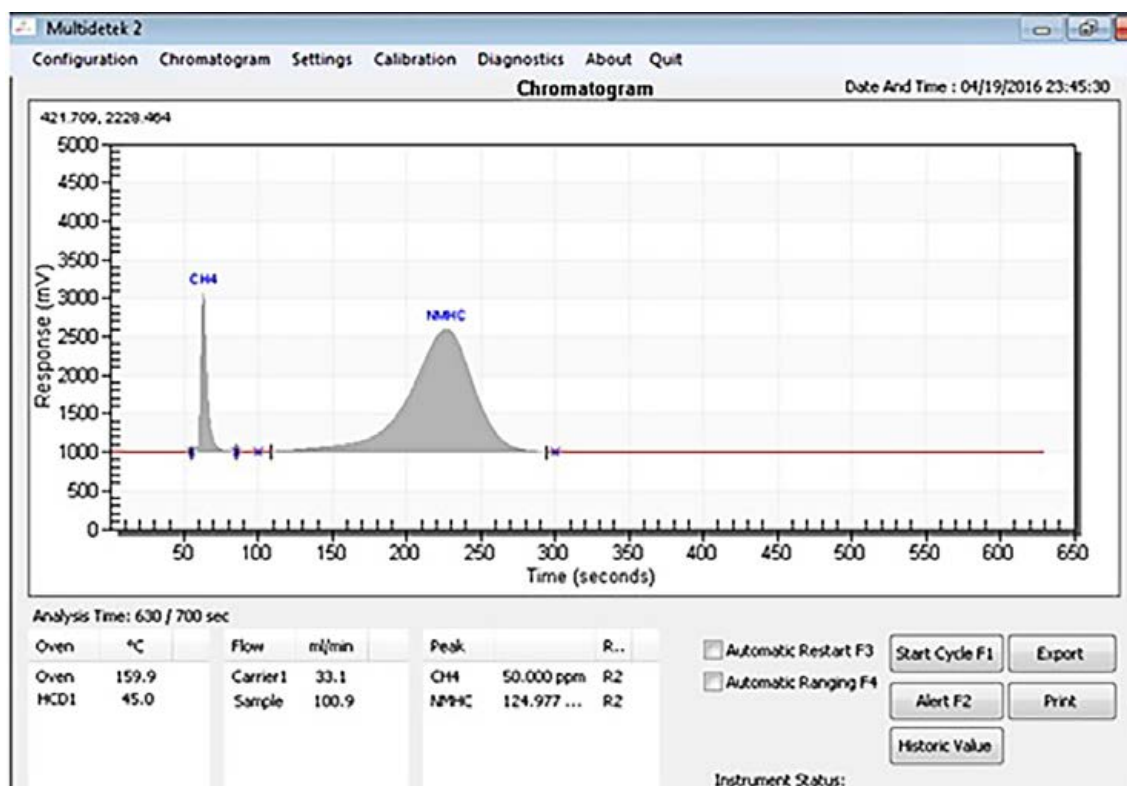 Multidetek 2
Configuration Chromatogram Settings Calibration Diagnostics About Quit
Chromatogram
Date And Time : 04/19/2016 23:45:30
421.709, 2228.464
5000
4500
4000
3500
3000
2500
2000
1500
1000
500
0
Response (mV)
CH4
NMHC
50 100 150 200 250 300 350 400 450 500 550 600 650
Time (seconds)
Analysis Time: 630 / 700 sec
Oven °C
Oven 159.9
HCD1 45.0
Flow ml/min
Carrier1 33.1
Sample 100.9
Peak R..
CH4 50.000 ppm R2
NMHC 124.977 ... R2
Automatic Restart F3
Automatic Ranging F4
Start Cycle F1
Export
Alert F2
Print
Historic Value
Instrument Status: